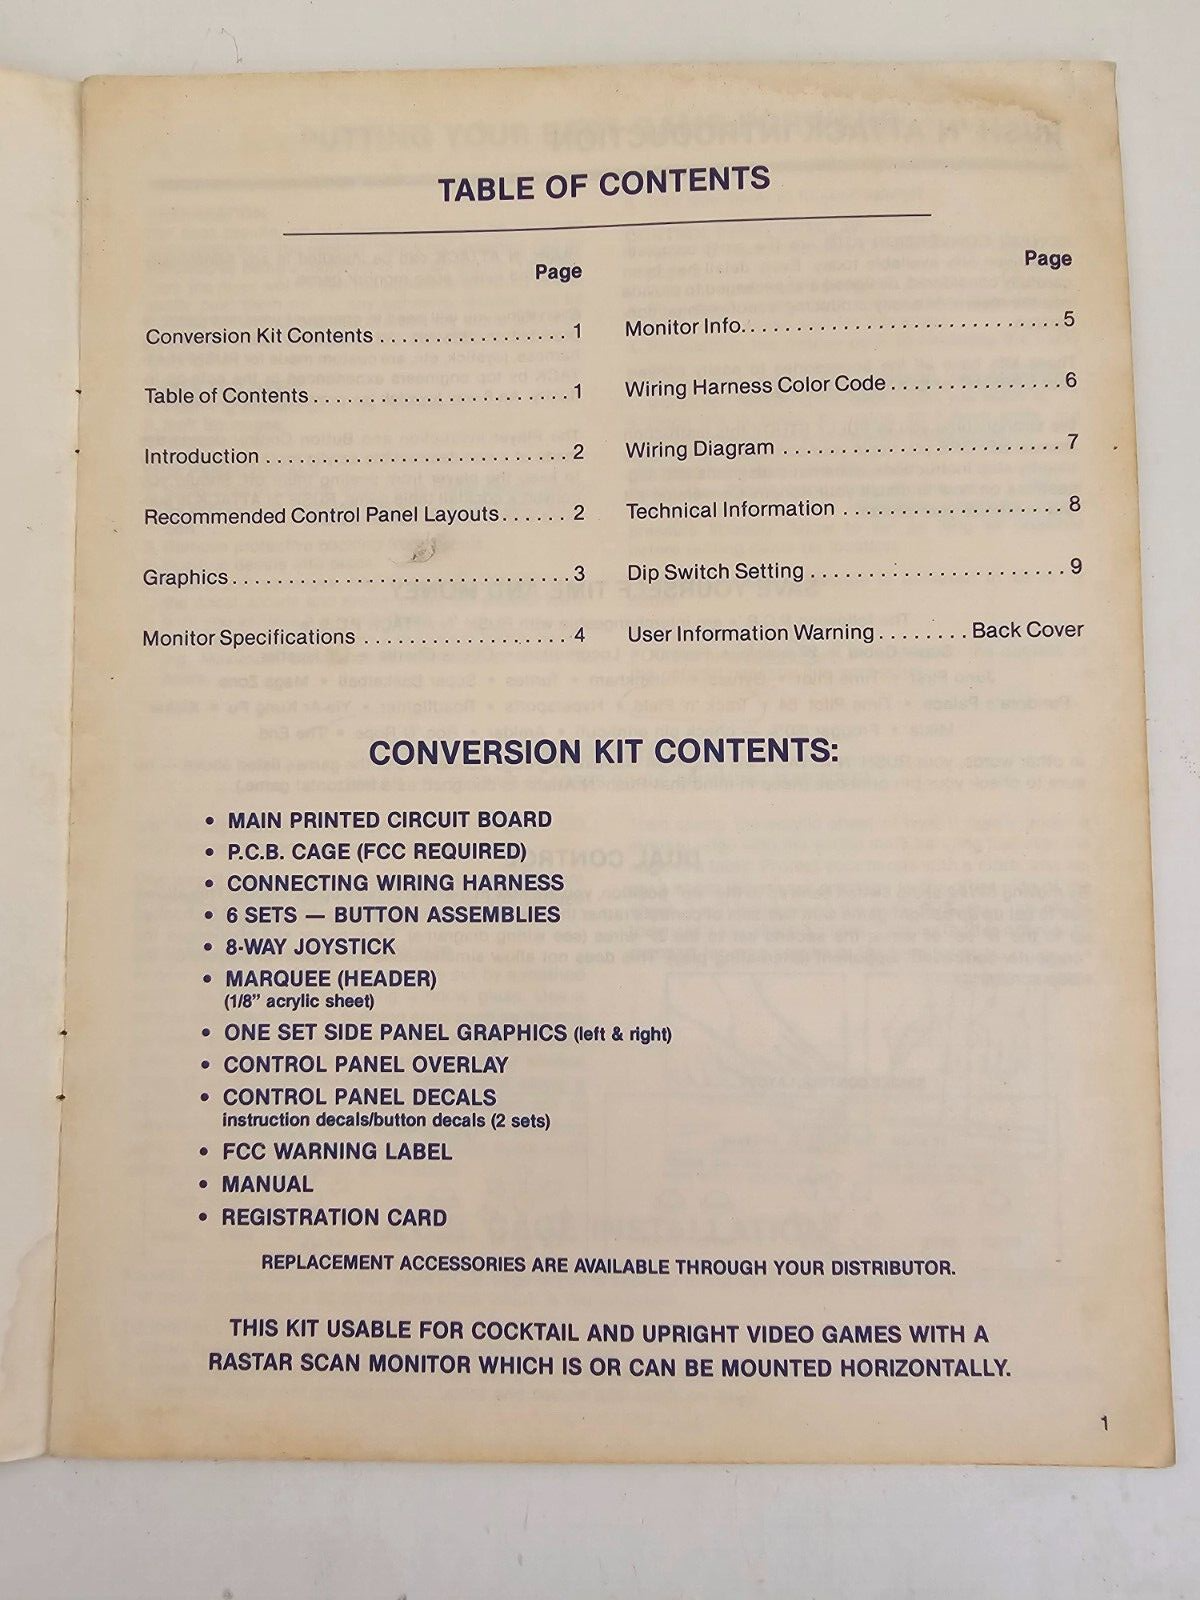 TABLE OF CONTENTS
Page
Conversion Kit Contents . . . . . . . . . . . . . . . . 1
Table of Contents . . . . . . . . . . . . . . . . . . . . . . 1
Introduction . . . . . . . . . . . . . . . . . . . . . . . . . . 2
Recommended Control Panel Layouts . . . . . . 2
Graphics . . . . . . . . . . . . . . . . . . . . . . . . . . . . . 3
Monitor Specifications . . . . . . . . . . . . . . . . . . 4
Page
Monitor Info. . . . . . . . . . . . . . . . . . . . . . . . . . . 5
Wiring Harness Color Code . . . . . . . . . . . . . . . 6
Wiring Diagram . . . . . . . . . . . . . . . . . . . . . . . . 7
Technical Information . . . . . . . . . . . . . . . . . . . 8
Dip Switch Setting . . . . . . . . . . . . . . . . . . . . . . 9
User Information Warning . . . . . . . . Back Cover
CONVERSION KIT CONTENTS:
• MAIN PRINTED CIRCUIT BOARD
• P.C.B. CAGE (FCC REQUIRED)
• CONNECTING WIRING HARNESS
• 6 SETS — BUTTON ASSEMBLIES
• 8-WAY JOYSTICK
• MARQUEE (HEADER)
(1/8” acrylic sheet)
• ONE SET SIDE PANEL GRAPHICS (left & right)
• CONTROL PANEL OVERLAY
• CONTROL PANEL DECALS
instruction decals/button decals (2 sets)
• FCC WARNING LABEL
• MANUAL
• REGISTRATION CARD
REPLACEMENT ACCESSORIES ARE AVAILABLE THROUGH YOUR DISTRIBUTOR.
THIS KIT USABLE FOR COCKTAIL AND UPRIGHT VIDEO GAMES WITH A
RASTAR SCAN MONITOR WHICH IS OR CAN BE MOUNTED HORIZONTALLY.
1